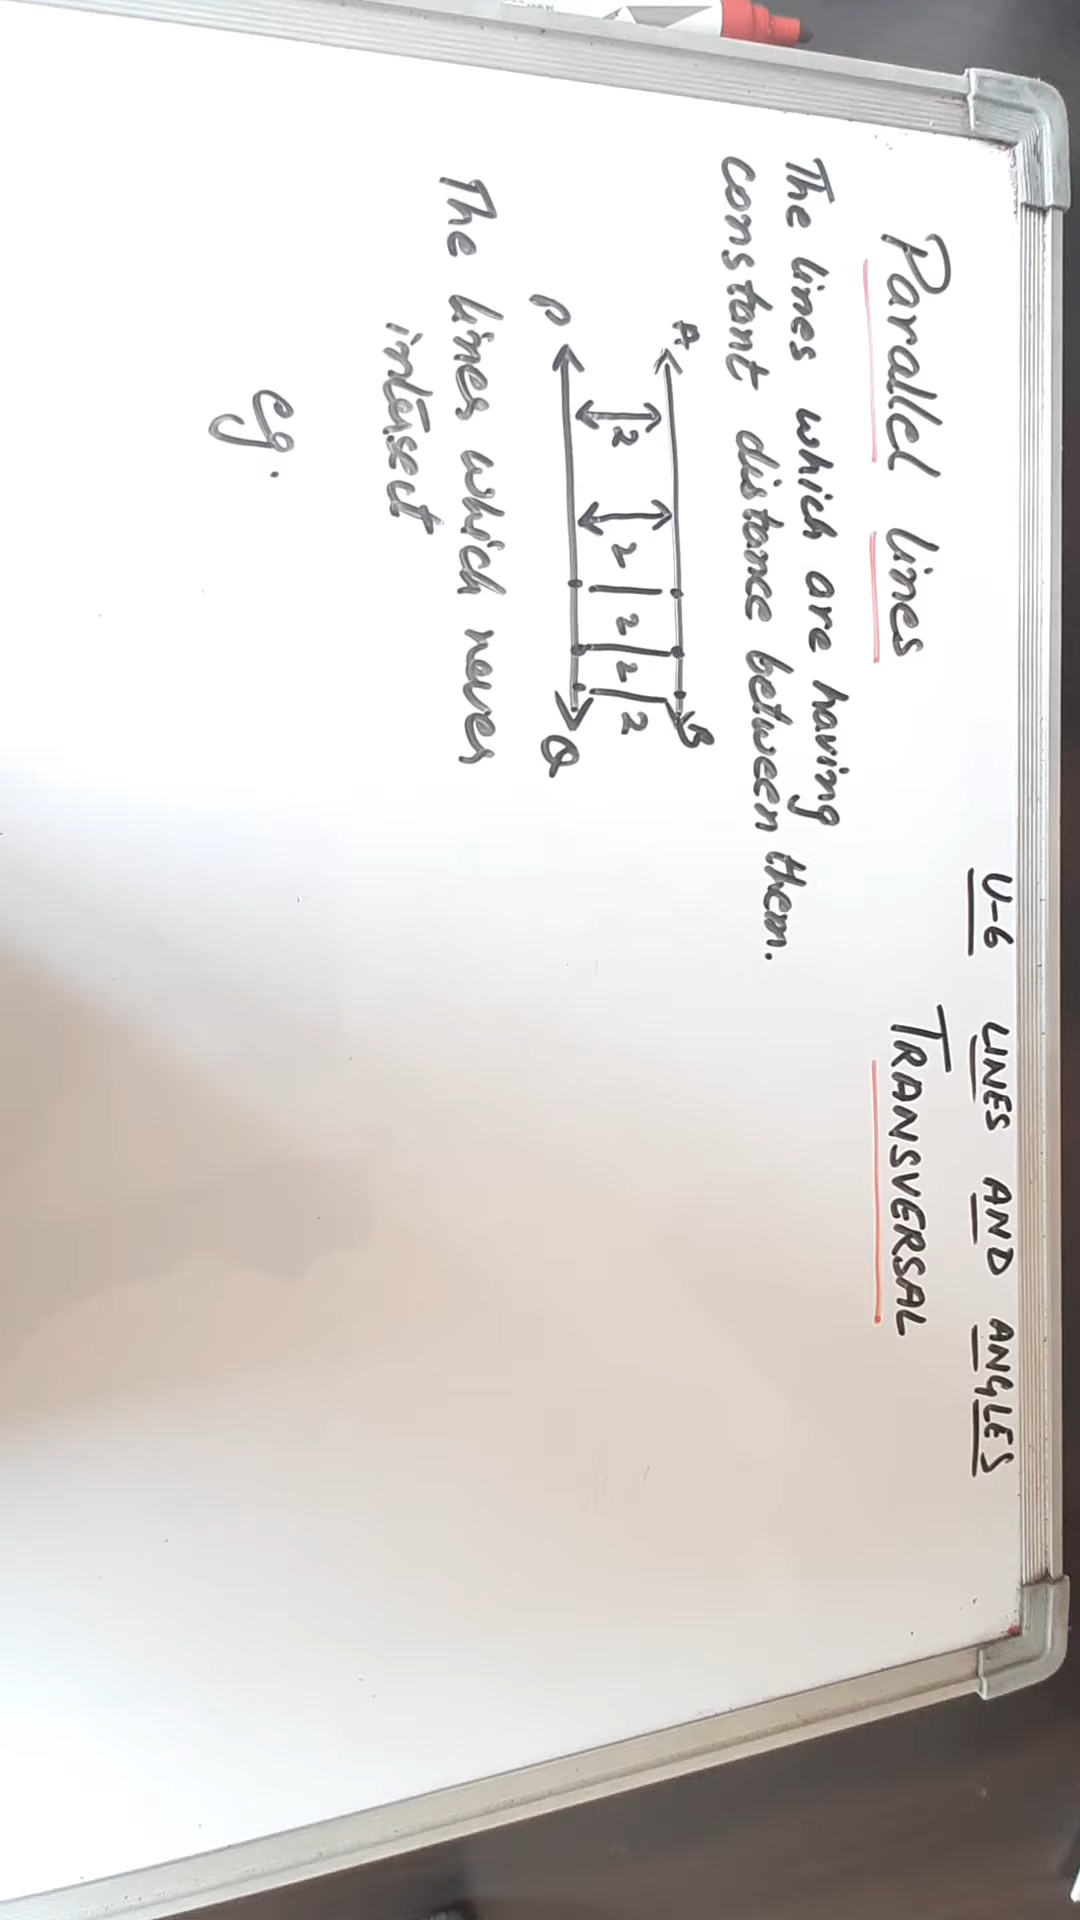 U-6 LINES AND ANGLES
Parallel lines
TRANSVERSAL
The lines which are having
constant distance between them.
A B
2 2 2 2 2
P Q
The lines which never
intersect
eg.